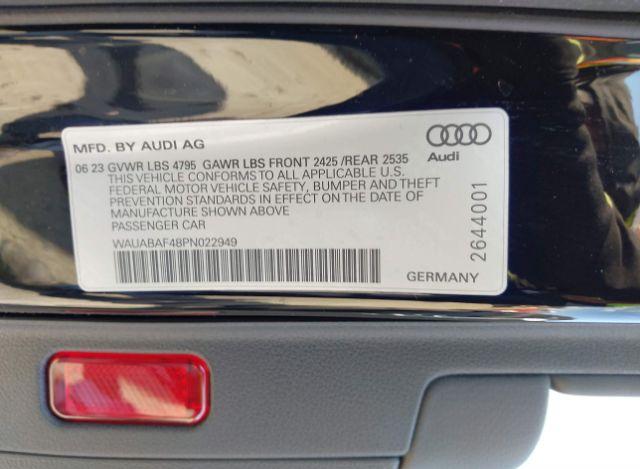 MFD. BY AUDI AG
06 23 GVWR LBS 4795 GAWR LBS FRONT 2425 /REAR 2535
THIS VEHICLE CONFORMS TO ALL APPLICABLE U.S.
FEDERAL MOTOR VEHICLE SAFETY, BUMPER AND THEFT
PREVENTION STANDARDS IN EFFECT ON THE DATE OF
MANUFACTURE SHOWN ABOVE
PASSENGER CAR
WAUABAF48PN022949
GERMANY
Audi
2644001